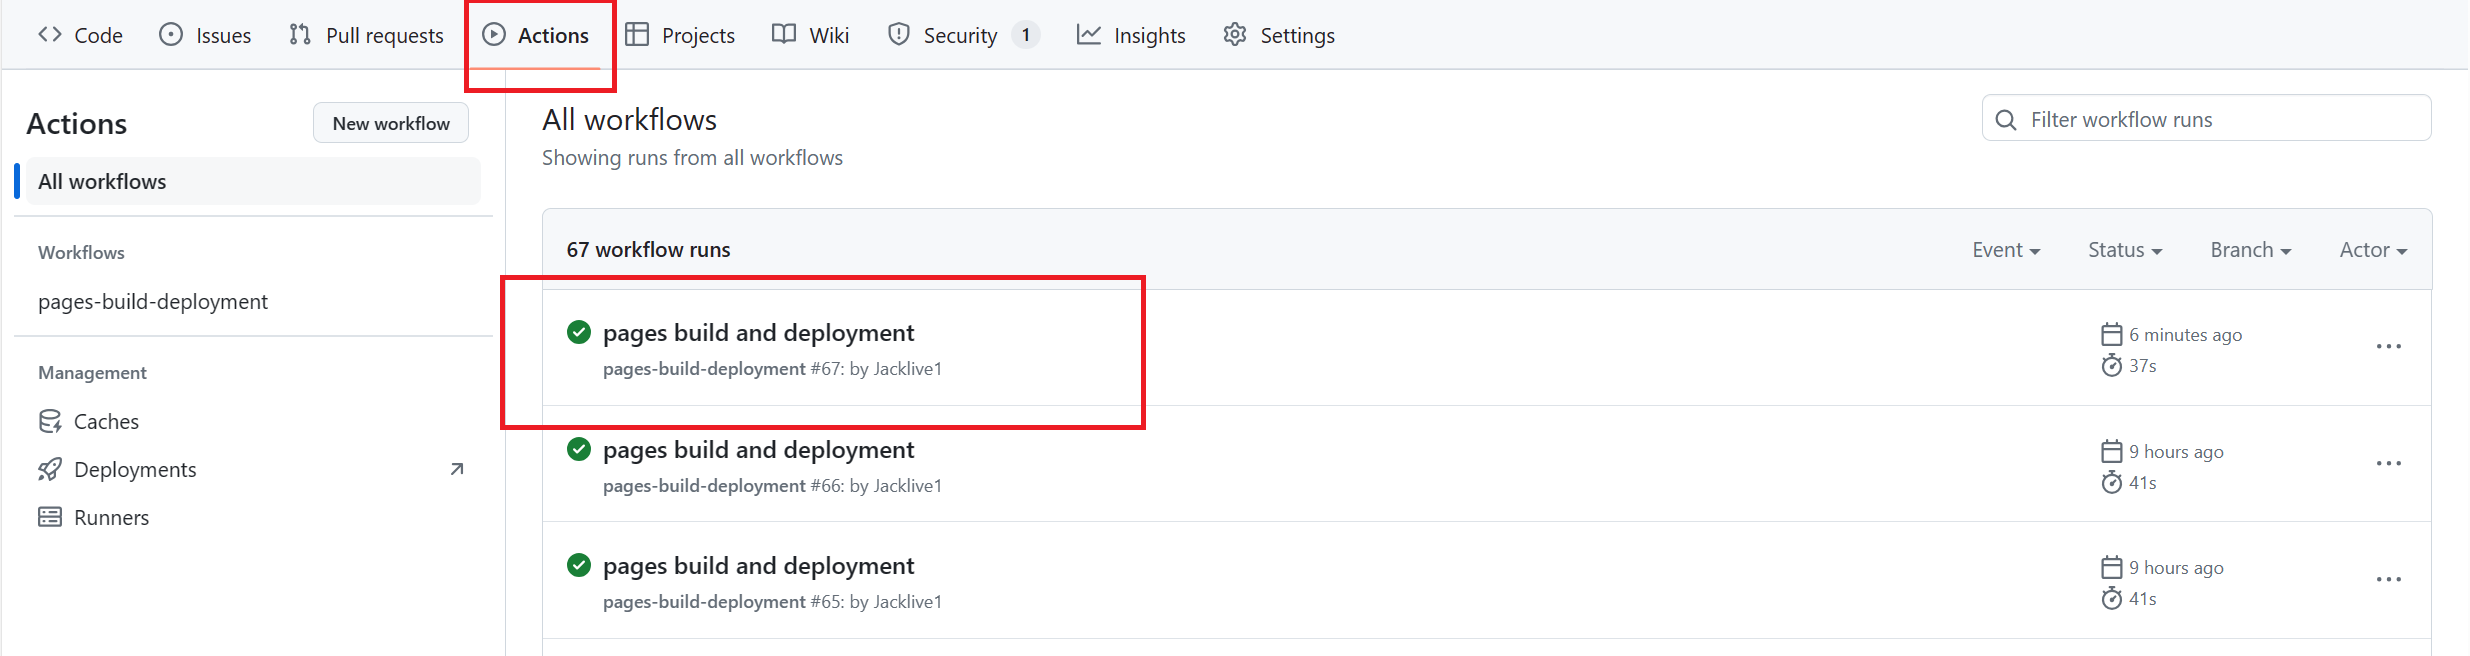 Code Issues Pull requests Actions Projects Wiki Security 1 Insights Settings
Actions New workflow
All workflows
Workflows
pages-build-deployment
Management
Caches
Deployments
Runners
All workflows
Showing runs from all workflows
Filter workflow runs
67 workflow runs Event Status Branch Actor
pages build and deployment
pages-build-deployment #67: by Jacklive1
6 minutes ago
37s
pages build and deployment
pages-build-deployment #66: by Jacklive1
9 hours ago
41s
pages build and deployment
pages-build-deployment #65: by Jacklive1
9 hours ago
41s